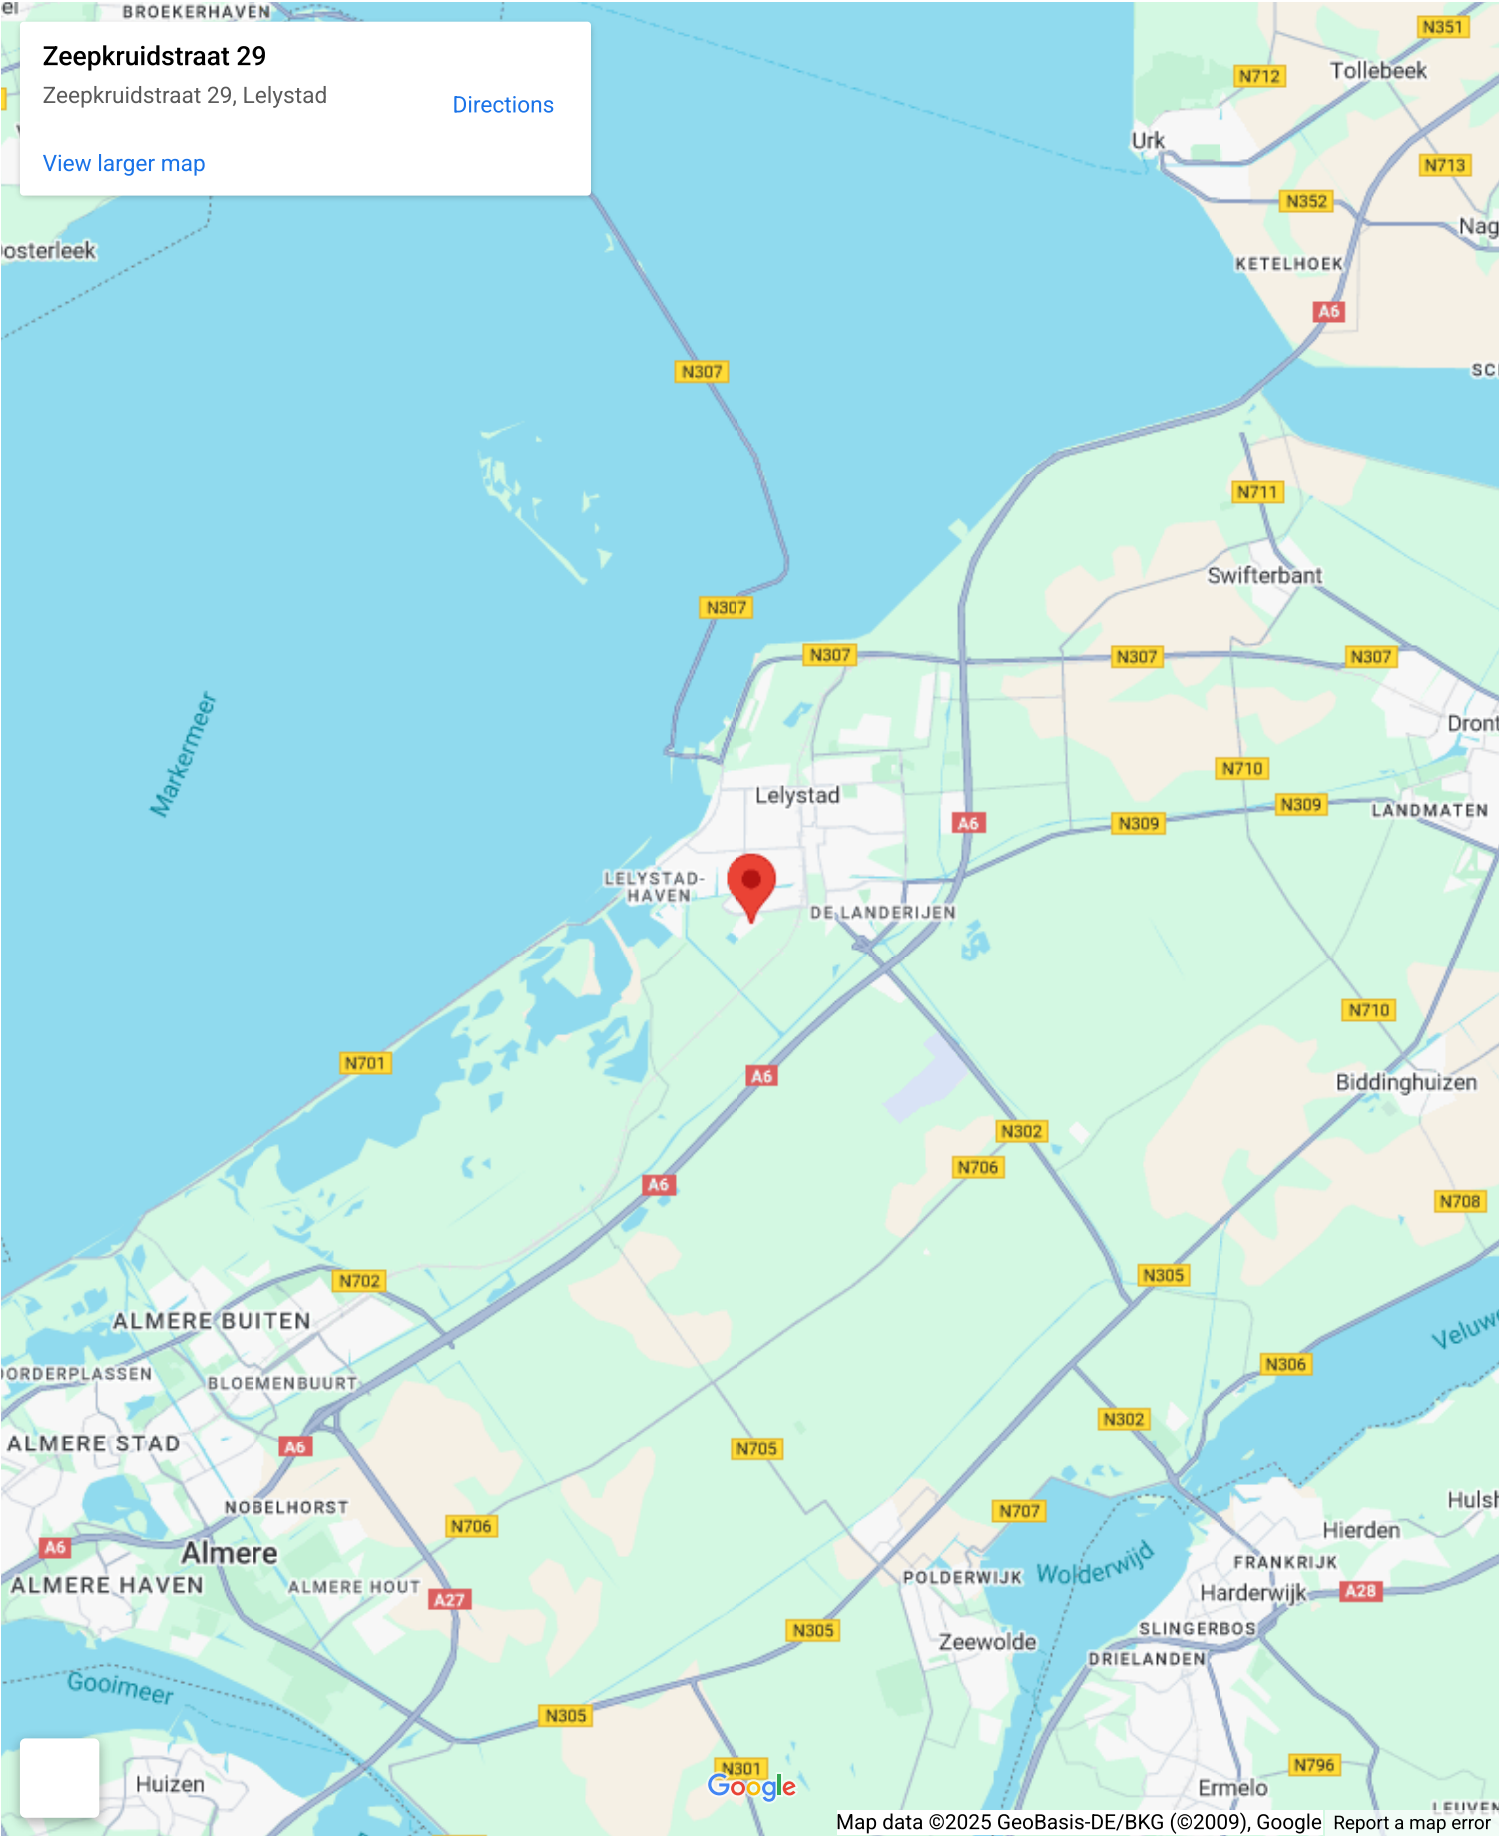 BROEKERHAVEN
Zeepkruidstraat 29
Zeepkruidstraat 29, Lelystad
Directions
View larger map
N351
Tollebeek
N712
Urk
N713
N352
Nag
oosterleek
KETELHOEK
A6
N307
SC
N711
Swifterbant
N307
N307
N307
N307
Markermeer
Dront
N710
Lelystad
N309
LANDMATEN
A6
N309
LELYSTAD-
HAVEN
DE LANDERIJEN
N710
N701
A6
Biddinghuizen
N302
N706
A6
N708
N305
N702
ALMERE BUITEN
Veluwe
N306
OORDERPLASSEN
BLOEMENBUURT
N302
ALMERE STAD
A6
N705
NOBELHORST
Hulsh
N707
N706
Hierden
A6
Almere
Wolderwijd
FRANKRIJK
POLDERWIJK
ALMERE HAVEN
ALMERE HOUT
Harderwijk
A28
A27
N305
SLINGERBOS
Zeewolde
DRIELANDEN
Gooimeer
N305
N301
N796
Huizen
Google
Ermelo
LEUVEN
Map data ©2025 GeoBasis-DE/BKG (©2009), Google
Report a map error